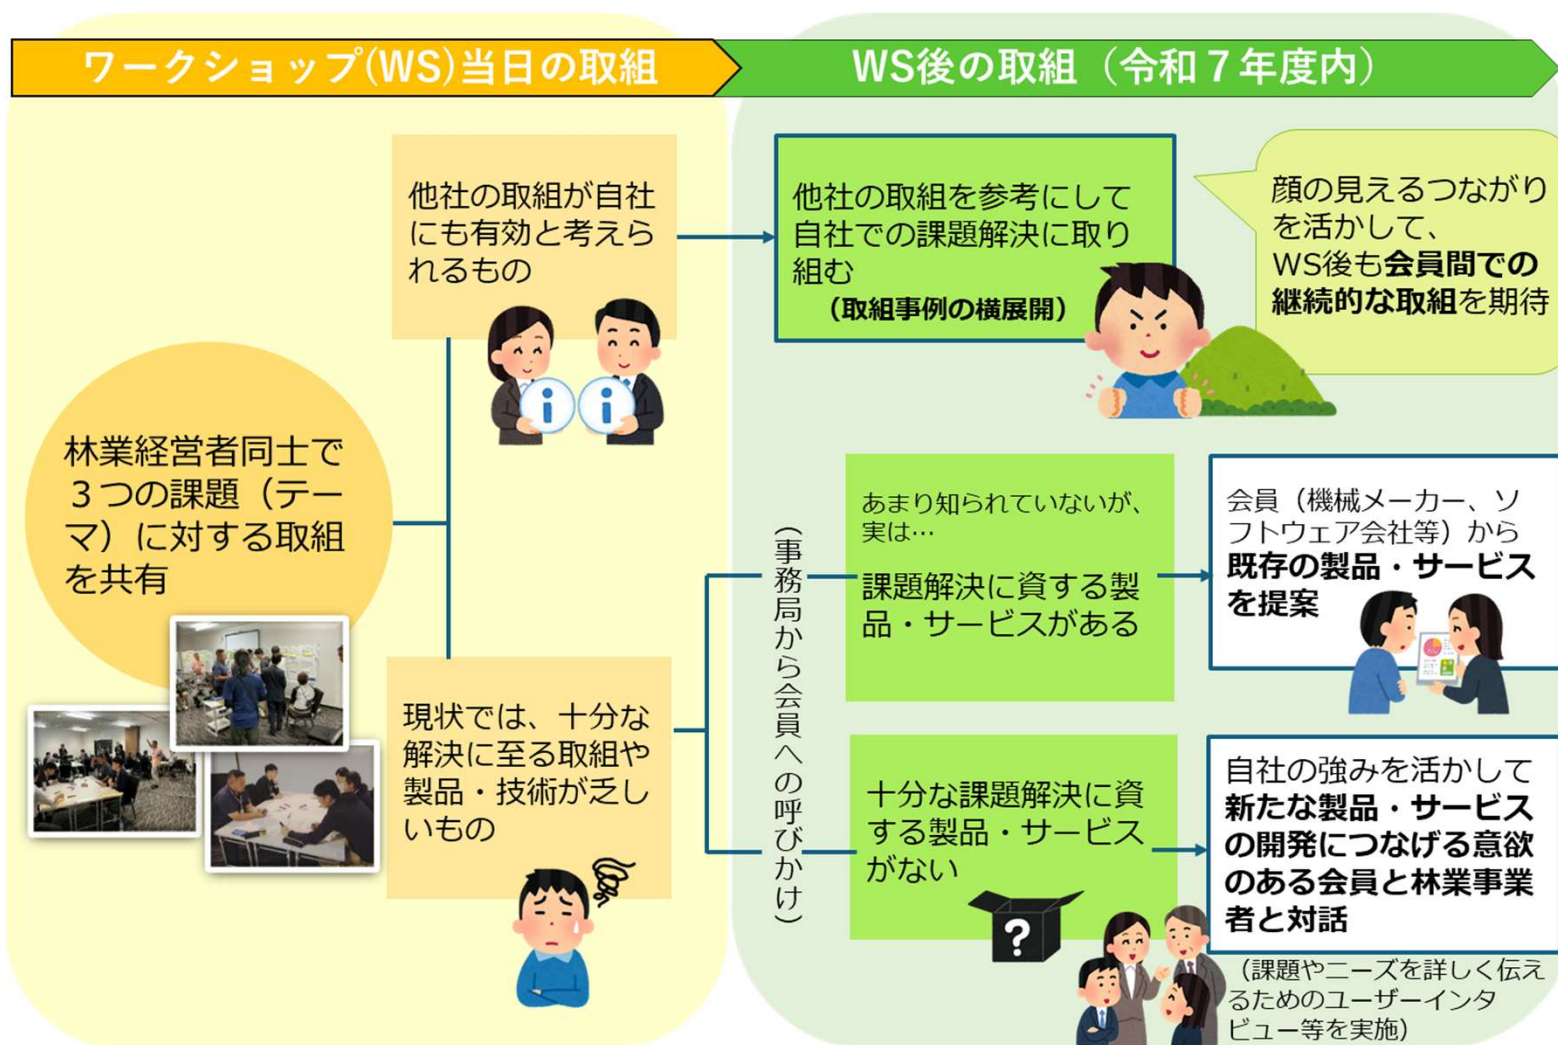 ワークショップ(WS)当日の取組
WS後の取組（令和７年度内）
林業経営者同士で
３つの課題（テー
マ）に対する取組
を共有
他社の取組が自社
にも有効と考えら
れるもの
現状では、十分な
解決に至る取組や
製品・技術が乏し
いもの
他社の取組を参考にして
自社での課題解決に取り
組む
（取組事例の横展開）
顔の見えるつながり
を活かして、
WS後も会員間での
継続的な取組を期待
（事務局から会員への呼びかけ）
あまり知られていないが、
実は…
課題解決に資する製
品・サービスがある
会員（機械メーカー、ソ
フトウェア会社等）から
既存の製品・サービス
を提案
十分な課題解決に資
する製品・サービス
がない
?
自社の強みを活かして
新たな製品・サービス
の開発につなげる意欲
のある会員と林業事業
者と対話
（課題やニーズを詳しく伝え
るためのユーザーインタ
ビュー等を実施）